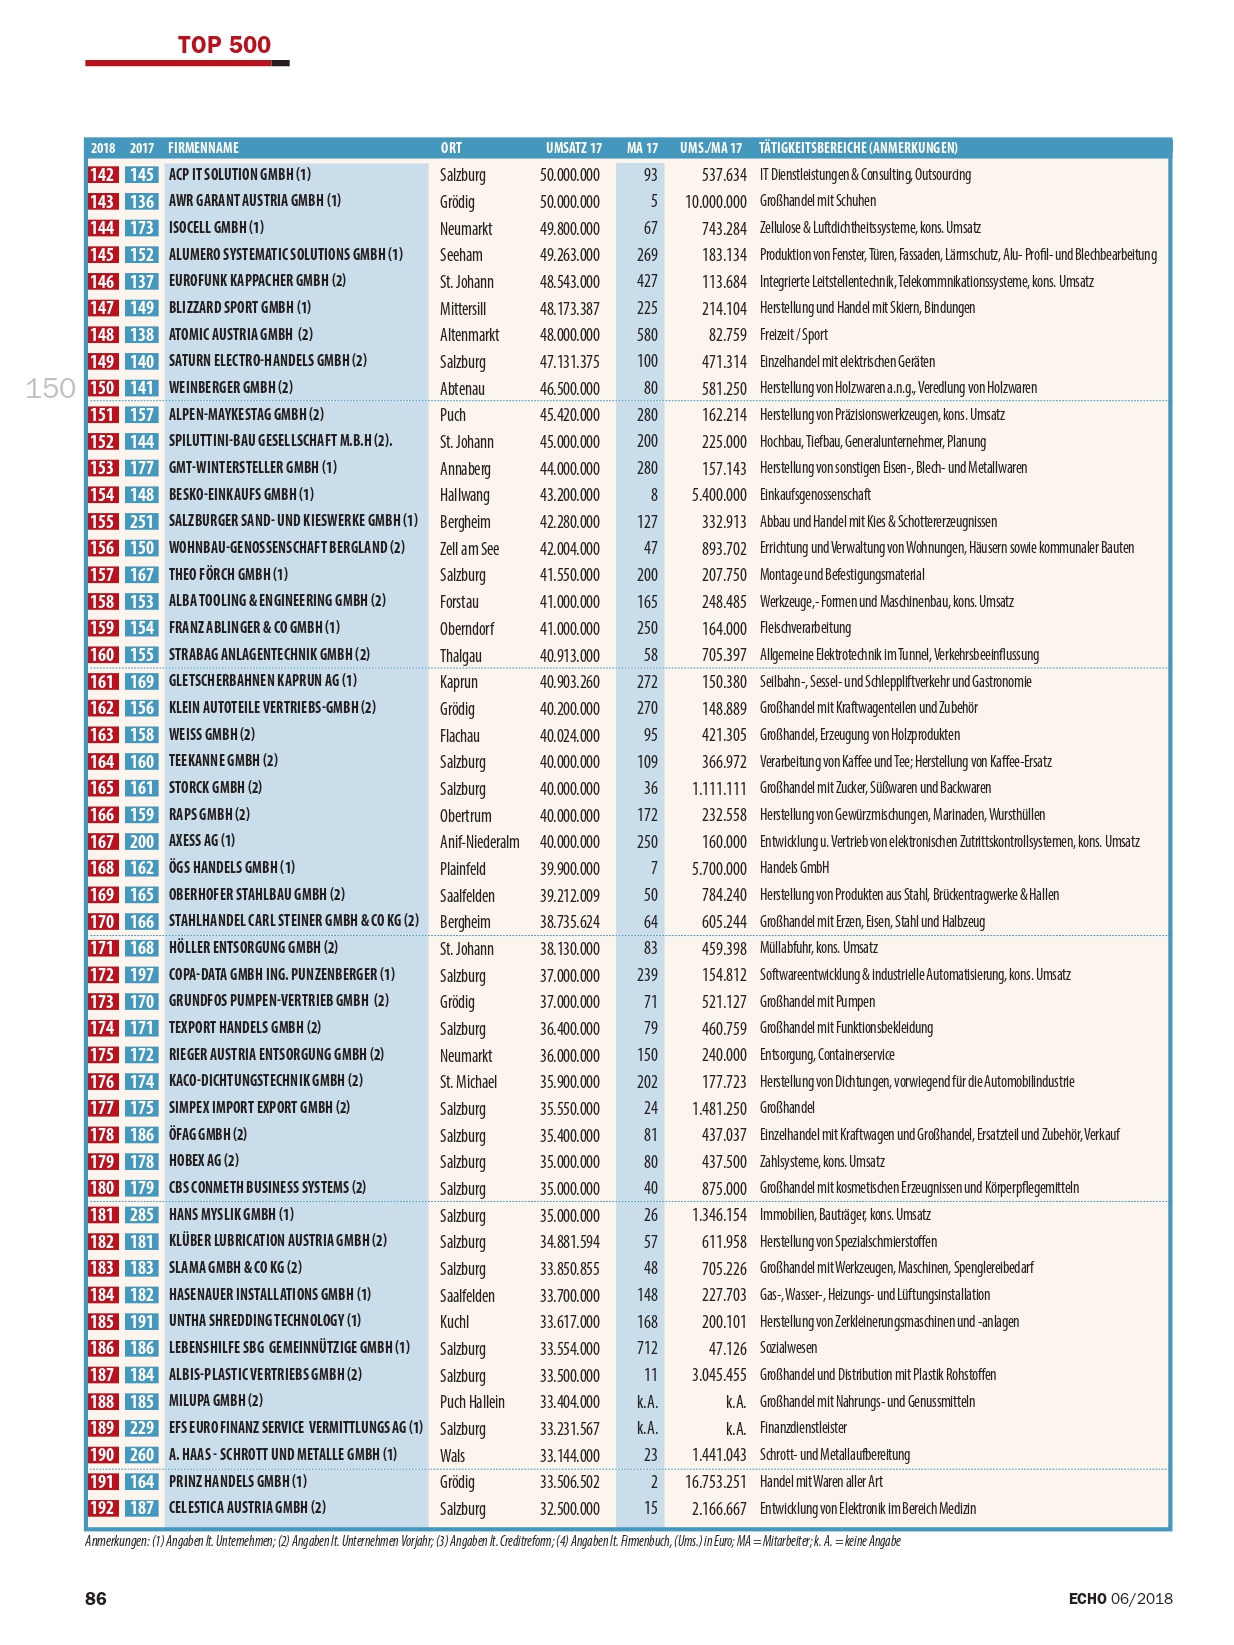 TOP 500
2018 2017 FIRMENNAME ORT UMSATZ 17 MA 17 UMS./MA 17 TÄTIGKEITSBEREICHE (ANMERKUNGEN)
142 145 ACP IT SOLUTION GMBH (1) Salzburg 50.000.000 93 537.634 IT Dienstleistungen & Consulting, Outsourcing
143 136 AWR GARANT AUSTRIA GMBH (1) Grödig 50.000.000 5 10.000.000 Großhandel mit Schuhen
144 173 ISOCELL GMBH (1) Neumarkt 49.800.000 67 743.284 Zellulose & Luftdichtheitssysteme, kons. Umsatz
145 152 ALUMERO SYSTEMATIC SOLUTIONS GMBH (1) Seeham 49.263.000 269 183.134 Produktion von Fenster, Türen, Fassaden, Lärmschutz, Alu- Profil- und Blechbearbeitung
146 137 EUROFUNK KAPPACHER GMBH (2) St. Johann 48.543.000 427 113.684 Integrierte Leitstellentechnik, Telekommnikationssysteme, kons. Umsatz
147 149 BLIZZARD SPORT GMBH (1) Mittersill 48.173.387 225 214.104 Herstellung und Handel mit Skiern, Bindungen
148 138 ATOMIC AUSTRIA GMBH (2) Altenmarkt 48.000.000 580 82.759 Freizeit / Sport
149 140 SATURN ELECTRO-HANDELS GMBH (2) Salzburg 47.131.375 100 471.314 Einzelhandel mit elektrischen Geräten
150 150 141 WEINBERGER GMBH (2) Abtenau 46.500.000 80 581.250 Herstellung von Holzwaren a.n.g., Veredlung von Holzwaren
151 157 ALPEN-MAYKESTAG GMBH (2) Puch 45.420.000 280 162.214 Herstellung von Präzisionswerkzeugen, kons. Umsatz
152 144 SPILUTTINI-BAU GESELLSCHAFT M.B.H (2). St. Johann 45.000.000 200 225.000 Hochbau, Tiefbau, Generalunternehmer, Planung
153 177 GMT-WINTERSTELLER GMBH (1) Annaberg 44.000.000 280 157.143 Herstellung von sonstigen Eisen-, Blech- und Metallwaren
154 148 BESKO-EINKAUFS GMBH (1) Hallwang 43.200.000 8 5.400.000 Einkaufsgenossenschaft
155 251 SALZBURGER SAND- UND KIESWERKE GMBH (1) Bergheim 42.280.000 127 332.913 Abbau und Handel mit Kies & Schottererzeugnissen
156 150 WOHNBAU-GENOSSENSCHAFT BERGLAND (2) Zell am See 42.004.000 47 893.702 Errichtung und Verwaltung von Wohnungen, Häusern sowie kommunaler Bauten
157 167 THEO FÖRCH GMBH (1) Salzburg 41.550.000 200 207.750 Montage und Befestigungsmaterial
158 153 ALBA TOOLING & ENGINEERING GMBH (2) Forstau 41.000.000 165 248.485 Werkzeuge,- Formen und Maschinenbau, kons. Umsatz
159 154 FRANZ ABLINGER & CO GMBH (1) Oberndorf 41.000.000 250 164.000 Fleischverarbeitung
160 155 STRABAG ANLAGENTECHNIK GMBH (2) Thalgau 40.913.000 58 705.397 Allgemeine Elektrotechnik im Tunnel, Verkehrsbeeinflussung
161 169 GLETSCHERBAHNEN KAPRUN AG (1) Kaprun 40.903.260 272 150.380 Seilbahn-, Sessel- und Schleppliftverkehr und Gastronomie
162 156 KLEIN AUTOTEILE VERTRIEBS-GMBH (2) Grödig 40.200.000 270 148.889 Großhandel mit Kraftwagenteilen und Zubehör
163 158 WEISS GMBH (2) Flachau 40.024.000 95 421.305 Großhandel, Erzeugung von Holzprodukten
164 160 TEEKANNE GMBH (2) Salzburg 40.000.000 109 366.972 Verarbeitung von Kaffee und Tee; Herstellung von Kaffee-Ersatz
165 161 STORCK GMBH (2) Salzburg 40.000.000 36 1.111.111 Großhandel mit Zucker, Süßwaren und Backwaren
166 159 RAPS GMBH (2) Obertrum 40.000.000 172 232.558 Herstellung von Gewürzmischungen, Marinaden, Wursthüllen
167 200 AXESS AG (1) Anif-Niederalm 40.000.000 250 160.000 Entwicklung u. Vertrieb von elektronischen Zutrittskontrollsystemen, kons. Umsatz
168 162 ÖGS HANDELS GMBH (1) Plainfeld 39.900.000 7 5.700.000 Handels GmbH
169 165 OBERHOFER STAHLBAU GMBH (2) Saalfelden 39.212.009 50 784.240 Herstellung von Produkten aus Stahl, Brückentragwerke & Hallen
170 166 STAHLHANDEL CARL STEINER GMBH & CO KG (2) Bergheim 38.735.624 64 605.244 Großhandel mit Erzen, Eisen, Stahl und Halbzeug
171 168 HÖLLER ENTSORGUNG GMBH (2) St. Johann 38.130.000 83 459.398 Müllabfuhr, kons. Umsatz
172 197 COPA-DATA GMBH ING. PUNZENBERGER (1) Salzburg 37.000.000 239 154.812 Softwareentwicklung & industrielle Automatisierung, kons. Umsatz
173 170 GRUNDFOS PUMPEN-VERTRIEB GMBH (2) Grödig 37.000.000 71 521.127 Großhandel mit Pumpen
174 171 TEXPORT HANDELS GMBH (2) Salzburg 36.400.000 79 460.759 Großhandel mit Funktionsbekleidung
175 172 RIEGER AUSTRIA ENTSORGUNG GMBH (2) Neumarkt 36.000.000 150 240.000 Entsorgung, Containerservice
176 174 KACO-DICHTUNGSTECHNIK GMBH (2) St. Michael 35.900.000 202 177.723 Herstellung von Dichtungen, vorwiegend für die Automobilindustrie
177 175 SIMPEX IMPORT EXPORT GMBH (2) Salzburg 35.550.000 24 1.481.250 Großhandel
178 186 ÖFAG GMBH (2) Salzburg 35.400.000 81 437.037 Einzelhandel mit Kraftwagen und Großhandel, Ersatzteil und Zubehör, Verkauf
179 178 HOBEX AG (2) Salzburg 35.000.000 80 437.500 Zahlsysteme, kons. Umsatz
180 179 CBS CONMETH BUSINESS SYSTEMS (2) Salzburg 35.000.000 40 875.000 Großhandel mit kosmetischen Erzeugnissen und Körperpflegemitteln
181 285 HANS MYSLIK GMBH (1) Salzburg 35.000.000 26 1.346.154 Immobilien, Bauträger, kons. Umsatz
182 181 KLÜBER LUBRICATION AUSTRIA GMBH (2) Salzburg 34.881.594 57 611.958 Herstellung von Spezialschmierstoffen
183 183 SLAMA GMBH & CO KG (2) Salzburg 33.850.855 48 705.226 Großhandel mit Werkzeugen, Maschinen, Spenglereibedarf
184 182 HASENAUER INSTALLATIONS GMBH (1) Saalfelden 33.700.000 148 227.703 Gas-, Wasser-, Heizungs- und Lüftungsinstallation
185 191 UNTHA SHREDDING TECHNOLOGY (1) Kuchl 33.617.000 168 200.101 Herstellung von Zerkleinerungsmaschinen und -anlagen
186 186 LEBENSHILFE SBG GEMEINNÜTZIGE GMBH (1) Salzburg 33.554.000 712 47.126 Sozialwesen
187 184 ALBIS-PLASTIC VERTRIEBS GMBH (2) Salzburg 33.500.000 11 3.045.455 Großhandel und Distribution mit Plastik Rohstoffen
188 185 MILUPA GMBH (2) Puch Hallein 33.404.000 k.A. k.A. Großhandel mit Nahrungs- und Genussmitteln
189 229 EFS EURO FINANZ SERVICE VERMITTLUNGS AG (1) Salzburg 33.231.567 k.A. k.A. Finanzdienstleister
190 260 A. HAAS - SCHROTT UND METALLE GMBH (1) Wals 33.144.000 23 1.441.043 Schrott- und Metallaufbereitung
191 164 PRINZ HANDELS GMBH (1) Grödig 33.506.502 2 16.753.251 Handel mit Waren aller Art
192 187 CELESTICA AUSTRIA GMBH (2) Salzburg 32.500.000 15 2.166.667 Entwicklung von Elektronik im Bereich Medizin
Anmerkungen: (1) Angaben lt. Unternehmen; (2) Angaben lt. Unternehmen Vorjahr; (3) Angaben lt. Creditreform; (4) Angaben lt. Firmenbuch, (Ums.) in Euro; MA = Mitarbeiter; k. A. = keine Angabe
86 ECHO 06/2018